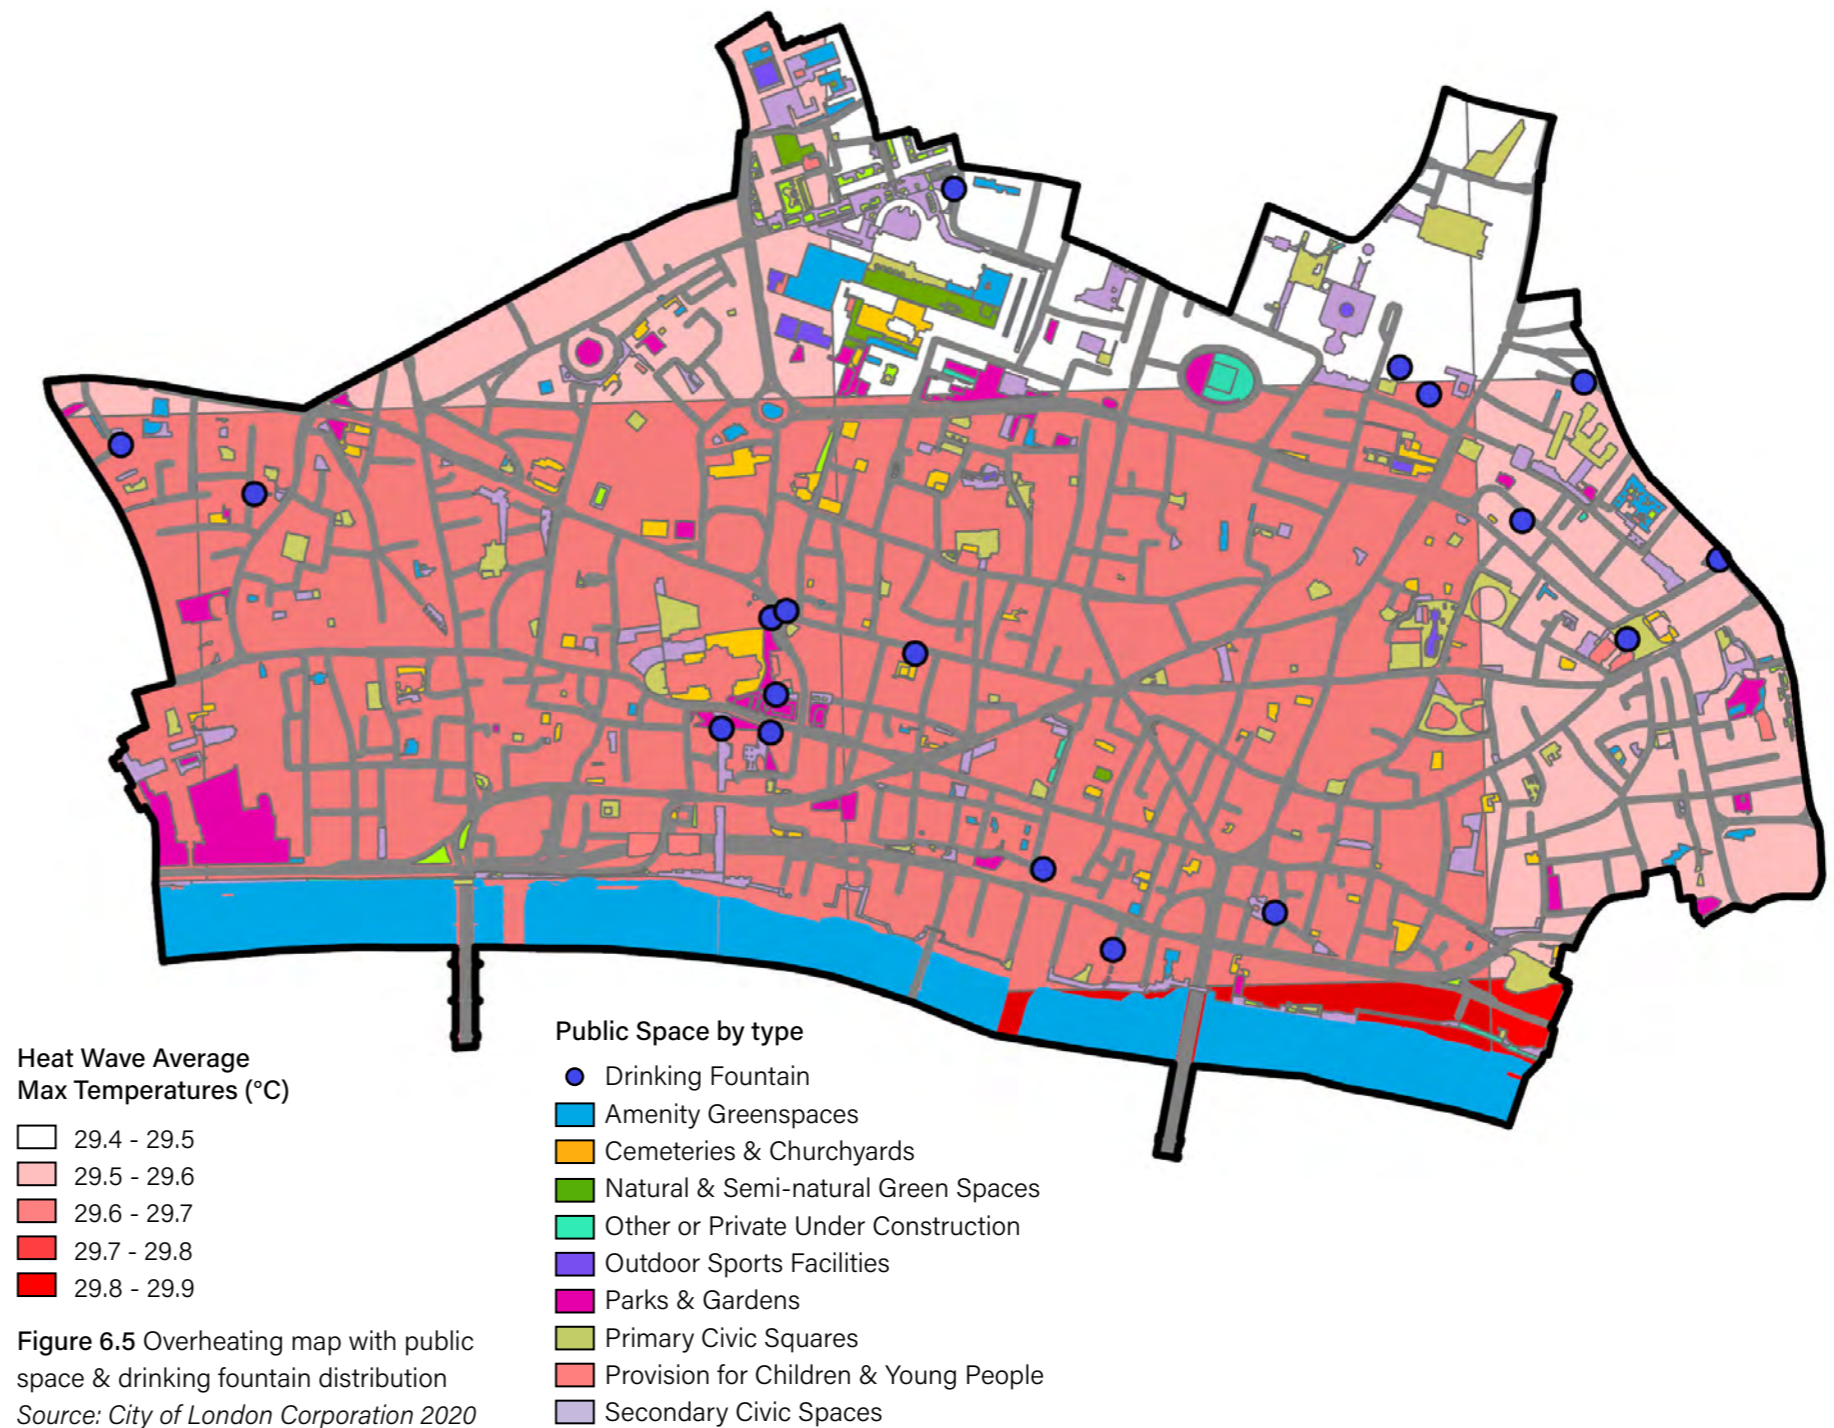 Heat Wave Average
Max Temperatures (°C)
29.4 - 29.5
29.5 - 29.6
29.6 - 29.7
29.7 - 29.8
29.8 - 29.9
Figure 6.5 Overheating map with public
space & drinking fountain distribution
Source: City of London Corporation 2020
Public Space by type
Drinking Fountain
Amenity Greenspaces
Cemeteries & Churchyards
Natural & Semi-natural Green Spaces
Other or Private Under Construction
Outdoor Sports Facilities
Parks & Gardens
Primary Civic Squares
Provision for Children & Young People
Secondary Civic Spaces